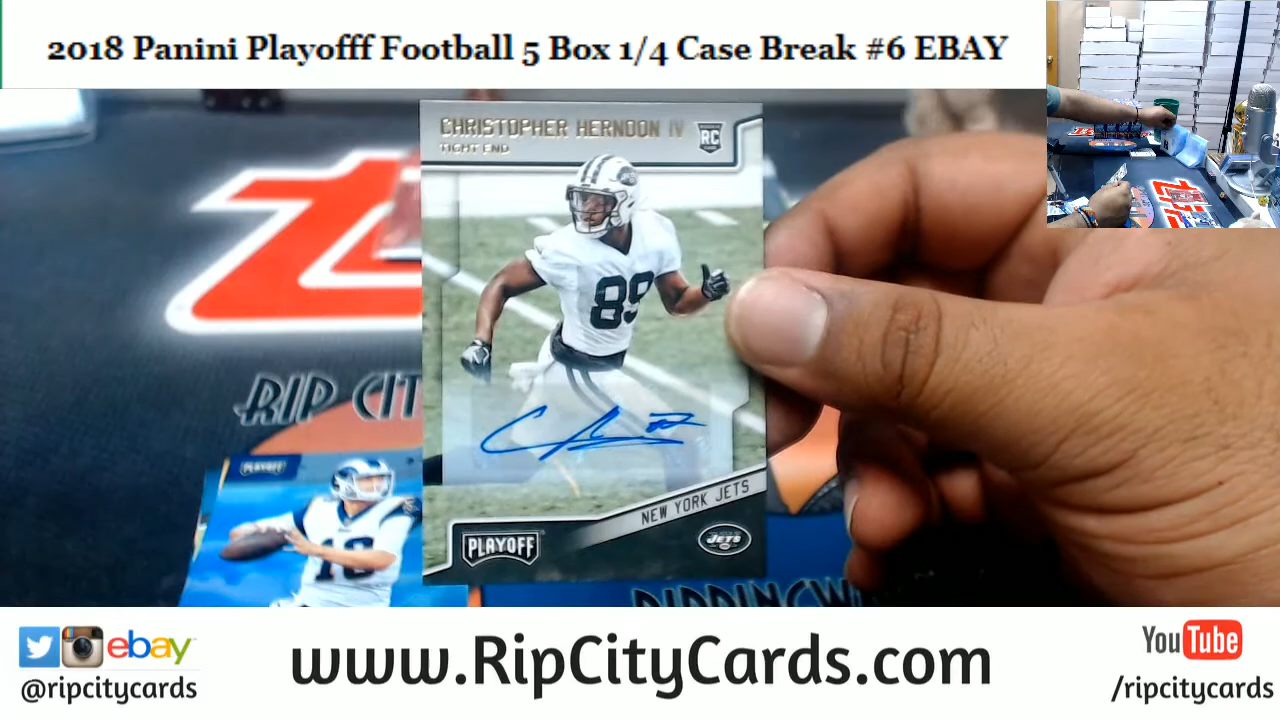 2018 Panini Playofff Football 5 Box 1/4 Case Break #6 EBAY
CHRISTOPHER HERNDON IV
TIGHT END
RC
89
RIP CIT
PLAYOFF
NEW YORK JETS
JETS
PLAYOFF
ebay
@ripcitycards
www.RipCityCards.com
YouTube
/ripcitycards